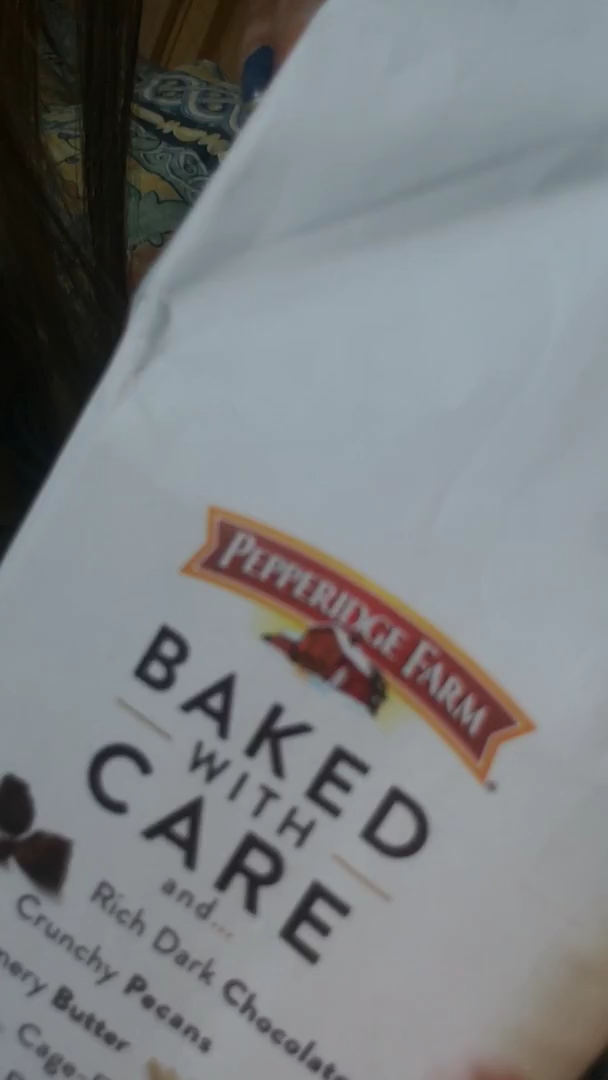 PEPPERIDGE FARM
BAKED
WITH
CARE
and...
Rich Dark Chocolate
Crunchy Pecans
Butter